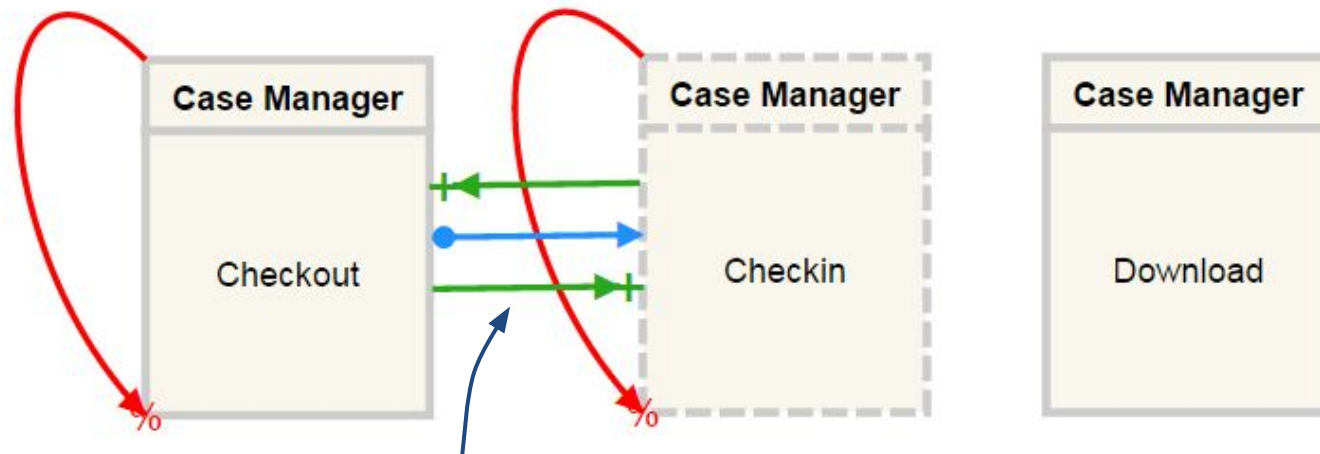 Case Manager
Checkout
%
Case Manager
Checkin
%
Case Manager
Download